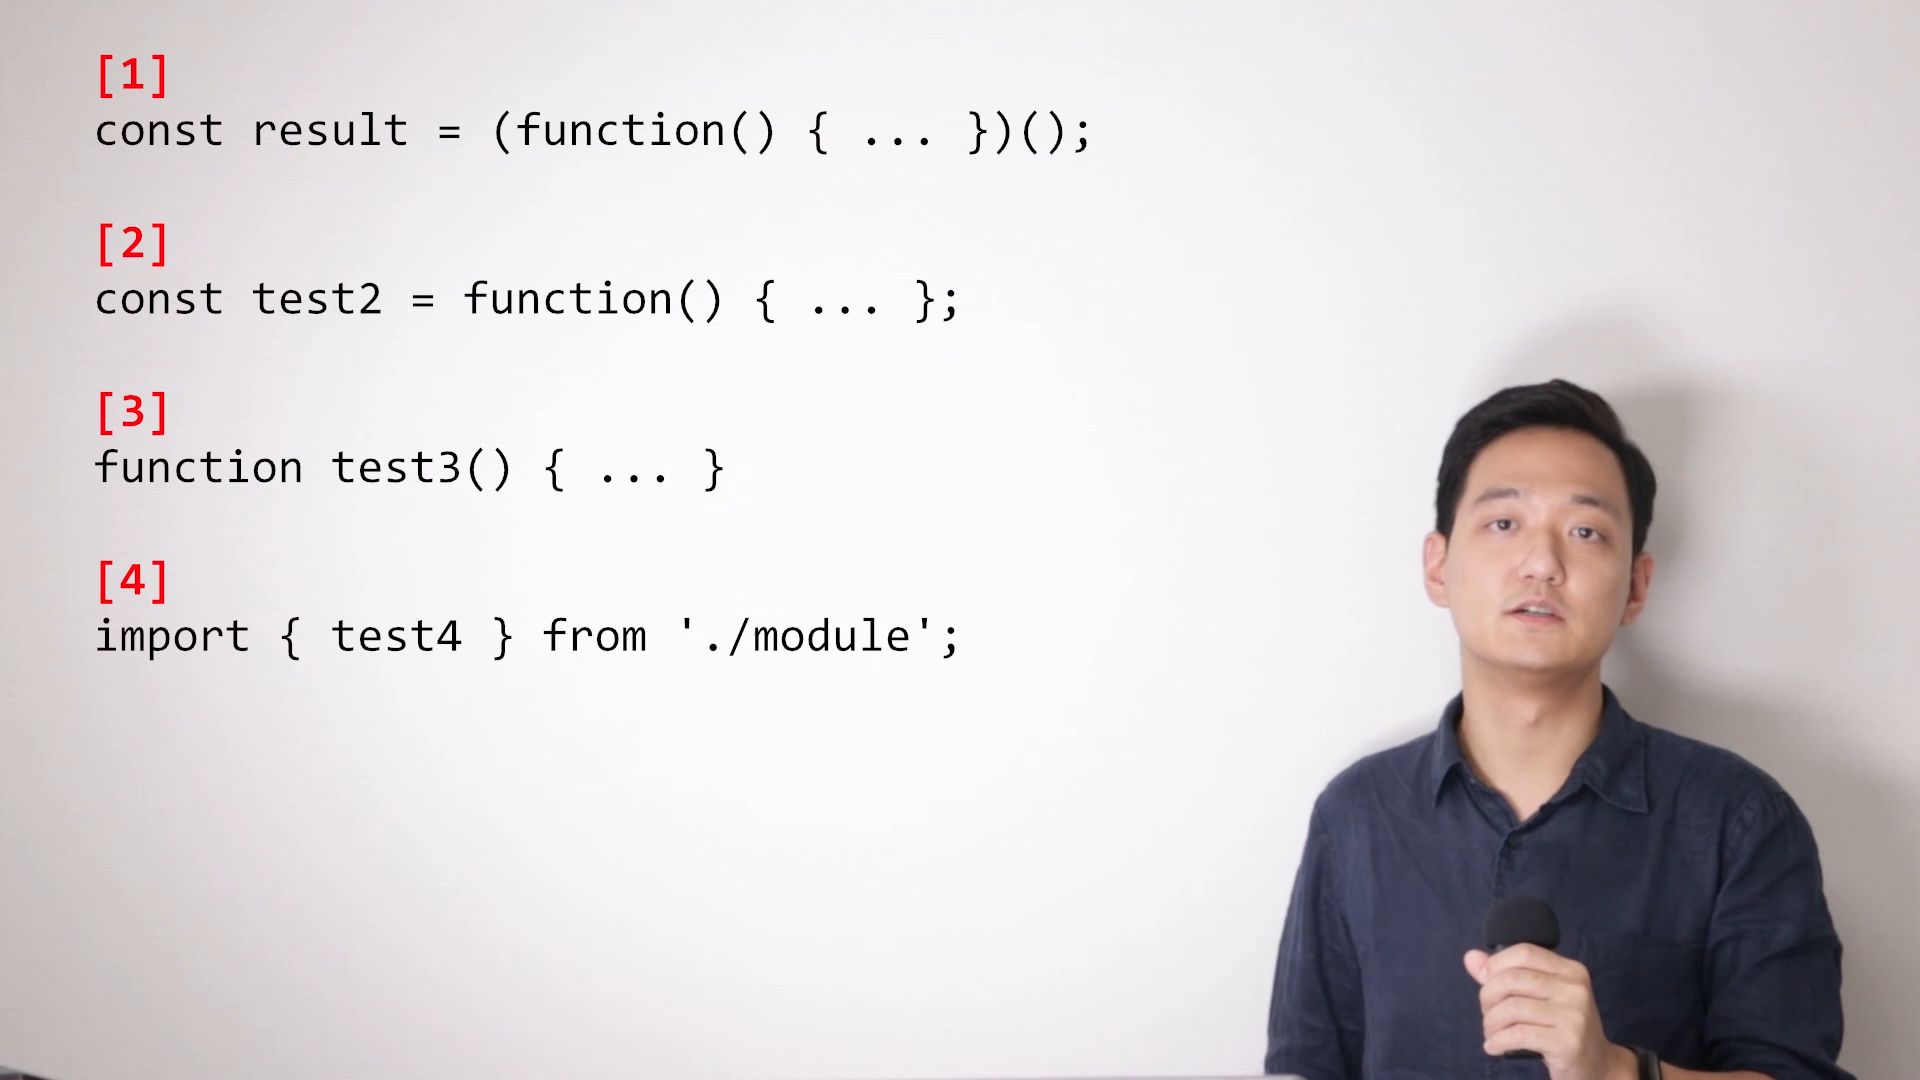 [1]
const result = (function() { ... })();
[2]
const test2 = function() { ... };
[3]
function test3() { ... }
[4]
import { test4 } from './module';